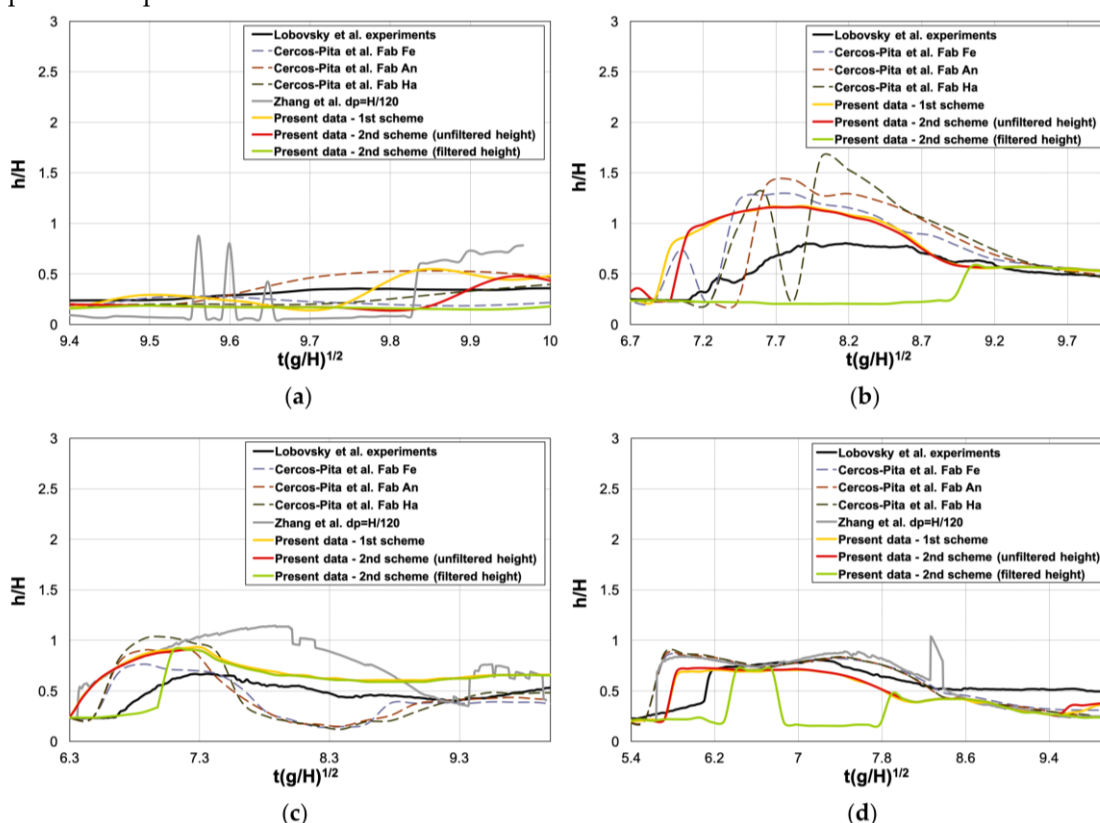 3
Lobovsky et al. experiments
Cercos-Pita et al. Fab Fe
2.5
Cercos-Pita et al. Fab An
Cercos-Pita et al. Fab Ha
2
Zhang et al. dp=H/120
Present data - 1st scheme
h/H
1.5
Present data - 2nd scheme (unfiltered height)
Present data - 2nd scheme (filtered height)
1
0.5
0
9.4 9.5 9.6 9.7 9.8 9.9 10
t(g/H)1/2
(a)
3
Lobovsky et al. experiments
Cercos-Pita et al. Fab Fe
2.5
Cercos-Pita et al. Fab An
Cercos-Pita et al. Fab Ha
2
Present data - 1st scheme
Present data - 2nd scheme (unfiltered height)
h/H
1.5
Present data - 2nd scheme (filtered height)
1
0.5
0
6.7 7.2 7.7 8.2 8.7 9.2 9.7
t(g/H)1/2
(b)
3
Lobovsky et al. experiments
Cercos-Pita et al. Fab Fe
2.5
Cercos-Pita et al. Fab An
Cercos-Pita et al. Fab Ha
2
Zhang et al. dp=H/120
Present data - 1st scheme
h/H
1.5
Present data - 2nd scheme (unfiltered height)
Present data - 2nd scheme (filtered height)
1
0.5
0
6.3 7.3 8.3 9.3
t(g/H)1/2
(c)
3
Lobovsky et al. experiments
Cercos-Pita et al. Fab Fe
2.5
Cercos-Pita et al. Fab An
Cercos-Pita et al. Fab Ha
2
Zhang et al. dp=H/120
Present data - 1st scheme
h/H
1.5
Present data - 2nd scheme (unfiltered height)
Present data - 2nd scheme (filtered height)
1
0.5
0
5.4 6.2 7 7.8 8.6 9.4
t(g/H)1/2
(d)